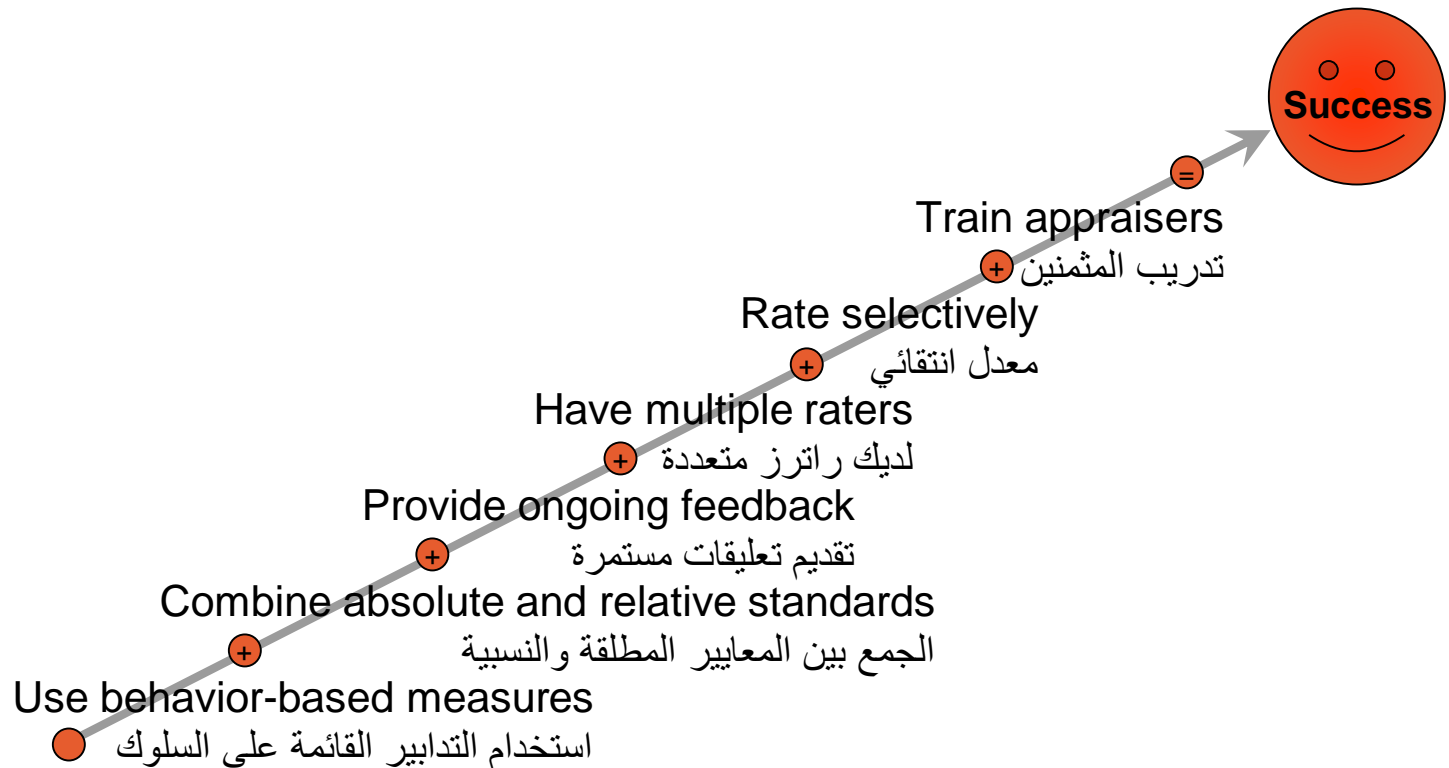 Success
=
Train appraisers
تدريب المثمنين
+
Rate selectively
معدل انتقائي
+
Have multiple raters
لديك راترز متعددة
+
Provide ongoing feedback
تقديم تعليقات مستمرة
+
Combine absolute and relative standards
الجمع بين المعايير المطلقة والنسبية
+
Use behavior-based measures
استخدام التدابير القائمة على السلوك